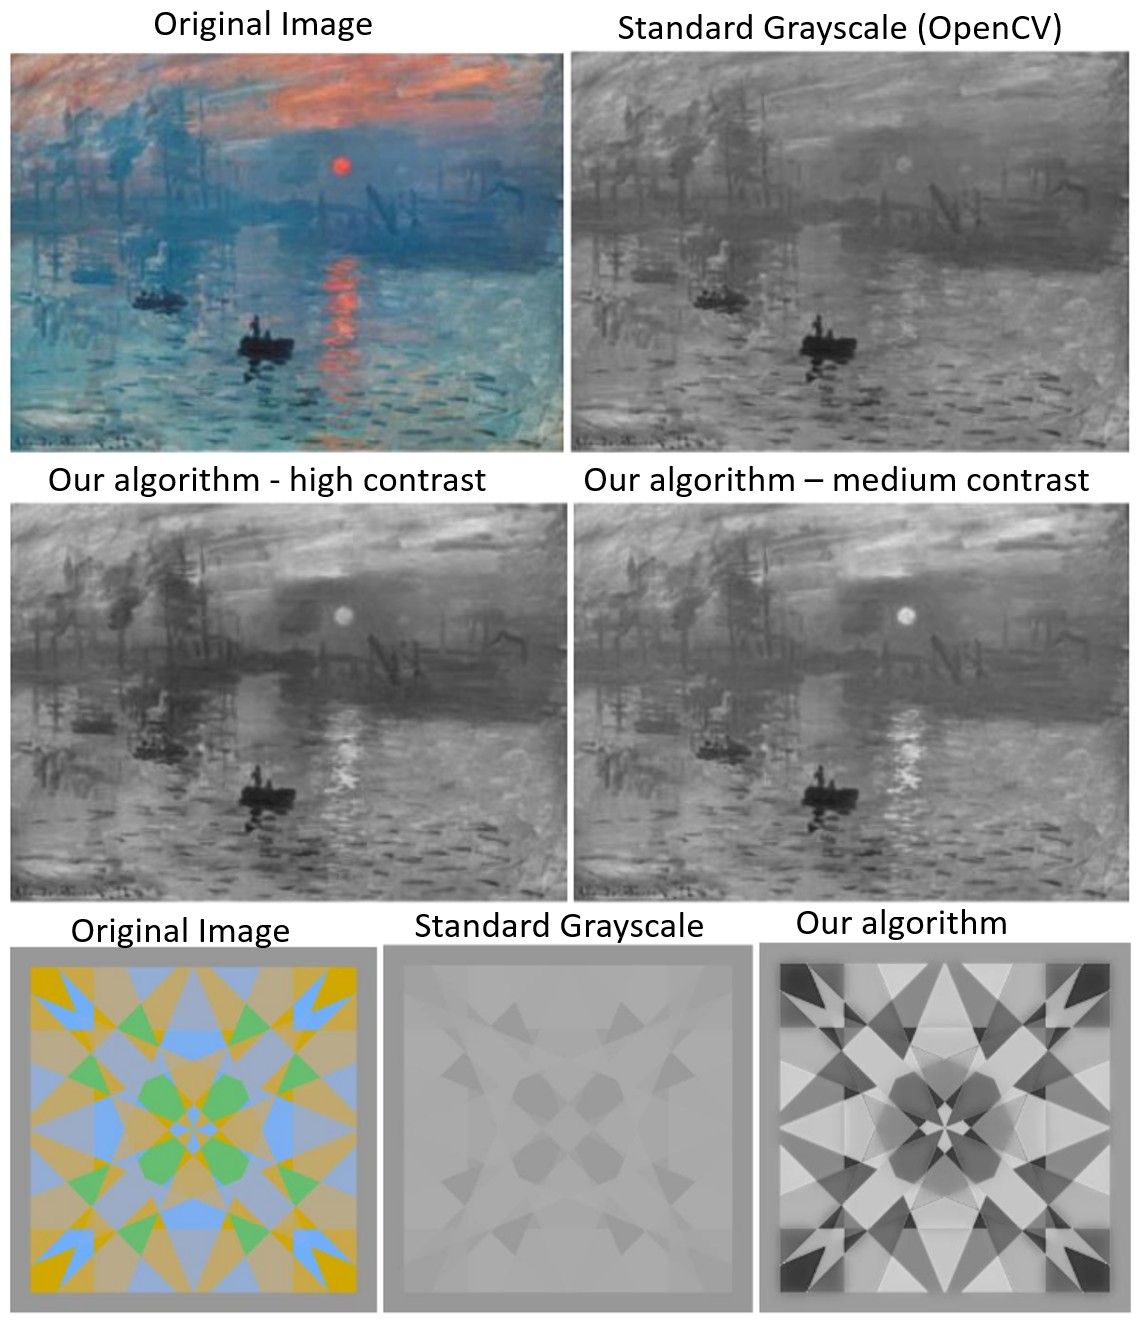 Original Image
Standard Grayscale (OpenCV)
Our algorithm - high contrast
Our algorithm – medium contrast
Original Image
Standard Grayscale
Our algorithm